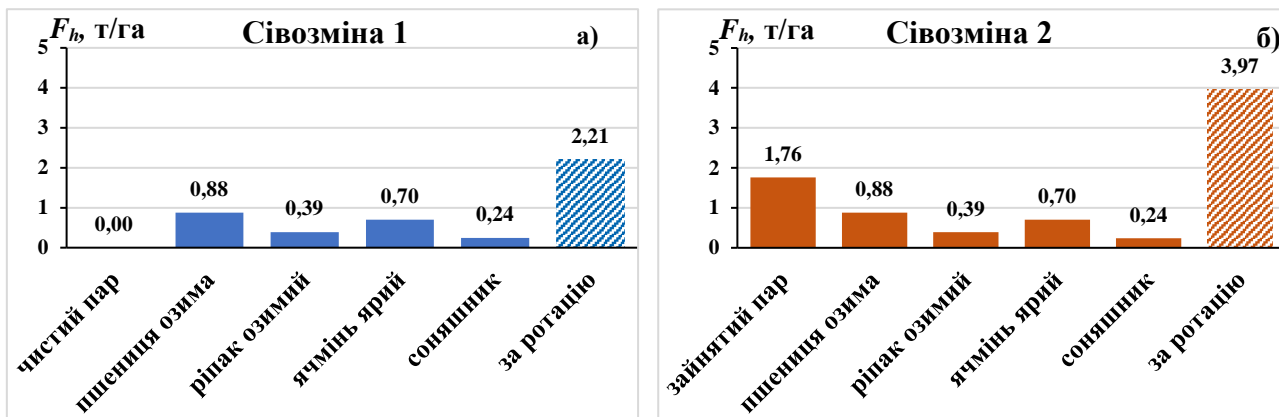 Fₕ, т/га
Сівозміна 1
а)
5
4
3
2
1
0
0,00
0,88
0,39
0,70
0,24
2,21
чистий пар
пшениця озима
ріпак озимий
ячмінь ярий
соняшник
за ротацію
Fₕ, т/га
Сівозміна 2
б)
5
4
3
2
1
0
1,76
0,88
0,39
0,70
0,24
3,97
зайнятий пар
пшениця озима
ріпак озимий
ячмінь ярий
соняшник
за ротацію